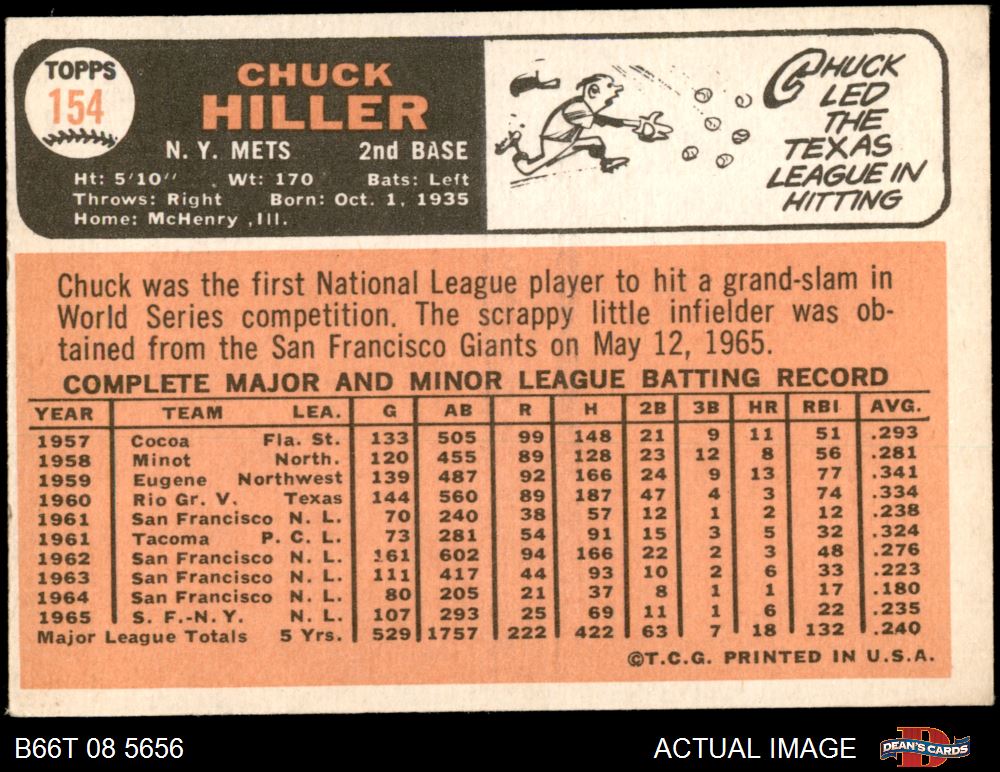 TOPPS
154
CHUCK
HILLER
N. Y. METS 2nd BASE
Ht: 5'10" Wt: 170 Bats: Left
Throws: Right Born: Oct. 1, 1935
Home: McHenry ,Ill.
CHUCK
LED
THE
TEXAS
LEAGUE IN
HITTING
Chuck was the first National League player to hit a grand-slam in
World Series competition. The scrappy little infielder was ob-
tained from the San Francisco Giants on May 12, 1965.
COMPLETE MAJOR AND MINOR LEAGUE BATTING RECORD
YEAR TEAM LEA. G AB R H 2B 3B HR RBI AVG.
1957 Cocoa Fla. St. 133 505 99 148 21 9 11 51 .293
1958 Minot North. 120 455 89 128 23 12 8 56 .281
1959 Eugene Northwest 139 487 92 166 24 9 13 77 .341
1960 Rio Gr. V. Texas 144 560 89 187 47 4 3 74 .334
1961 San Francisco N. L. 70 240 38 57 12 1 2 12 .238
1961 Tacoma P. C. L. 73 281 54 91 15 3 5 32 .324
1962 San Francisco N. L. 161 602 94 166 22 2 3 48 .276
1963 San Francisco N. L. 111 417 44 93 10 2 6 33 .223
1964 San Francisco N. L. 80 205 21 37 8 1 1 17 .180
1965 S. F.-N.Y. N. L. 107 293 25 69 11 1 6 22 .235
Major League Totals 5 Yrs. 529 1757 222 422 63 7 18 132 .240
©T.C.G. PRINTED IN U.S.A.
B66T 08 5656 ACTUAL IMAGE DEAN'S CARDS